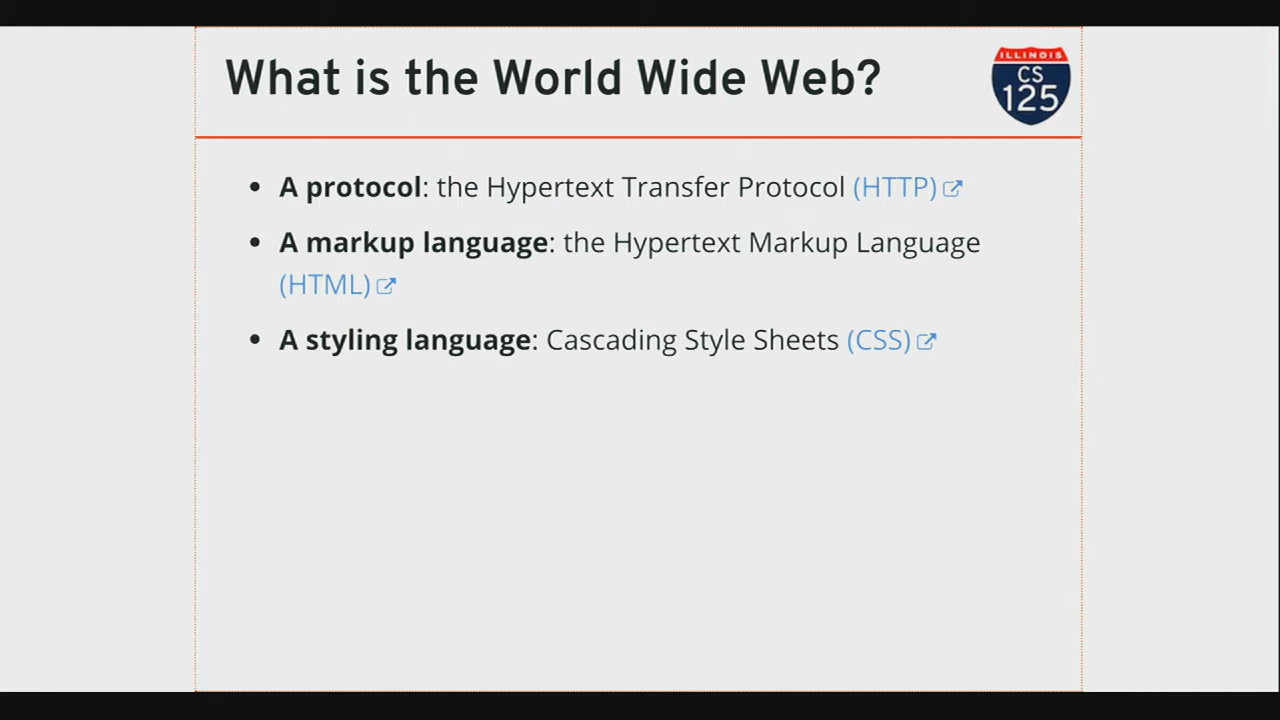 What is the World Wide Web?
ILLINOIS
CS
125
• A protocol: the Hypertext Transfer Protocol (HTTP)
• A markup language: the Hypertext Markup Language
(HTML)
• A styling language: Cascading Style Sheets (CSS)